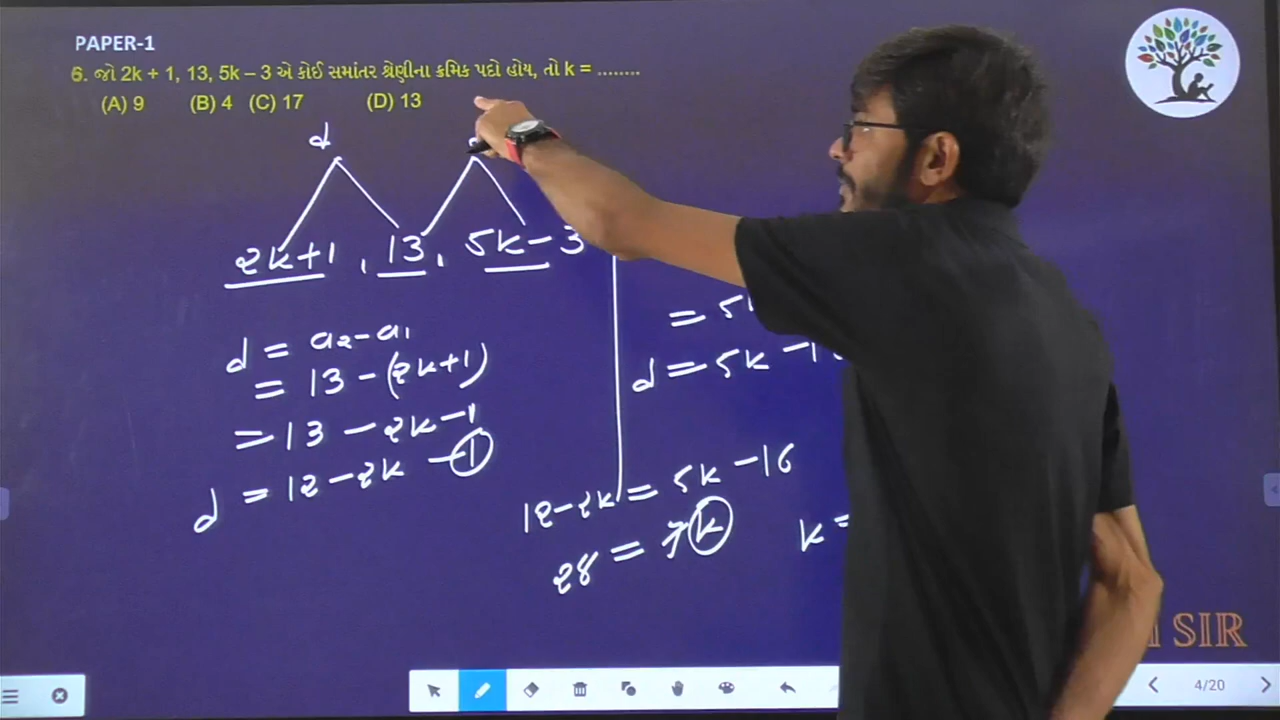 PAPER-1
6. જો 2k + 1, 13, 5k – 3 એ કોઈ સમાંતર શ્રેણીના ક્રમિક પદો હોય, તો k = ........
(A) 9 (B) 4 (C) 17 (D) 13
d
2k+1, 13, 5k-3
d = a₂-a₁
= 13-(2k+1)
= 13-2k-1
d = 12-2k -①
= 5
d = 5k-1
12-2k = 5k-16
28 = 7k
k =
SIR
4/20